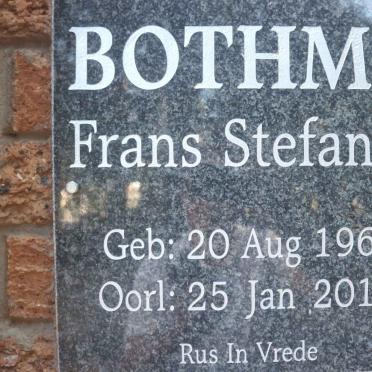 BOTHM
Frans Stefan
Geb: 20 Aug 196
Oorl: 25 Jan 201
Rus In Vrede